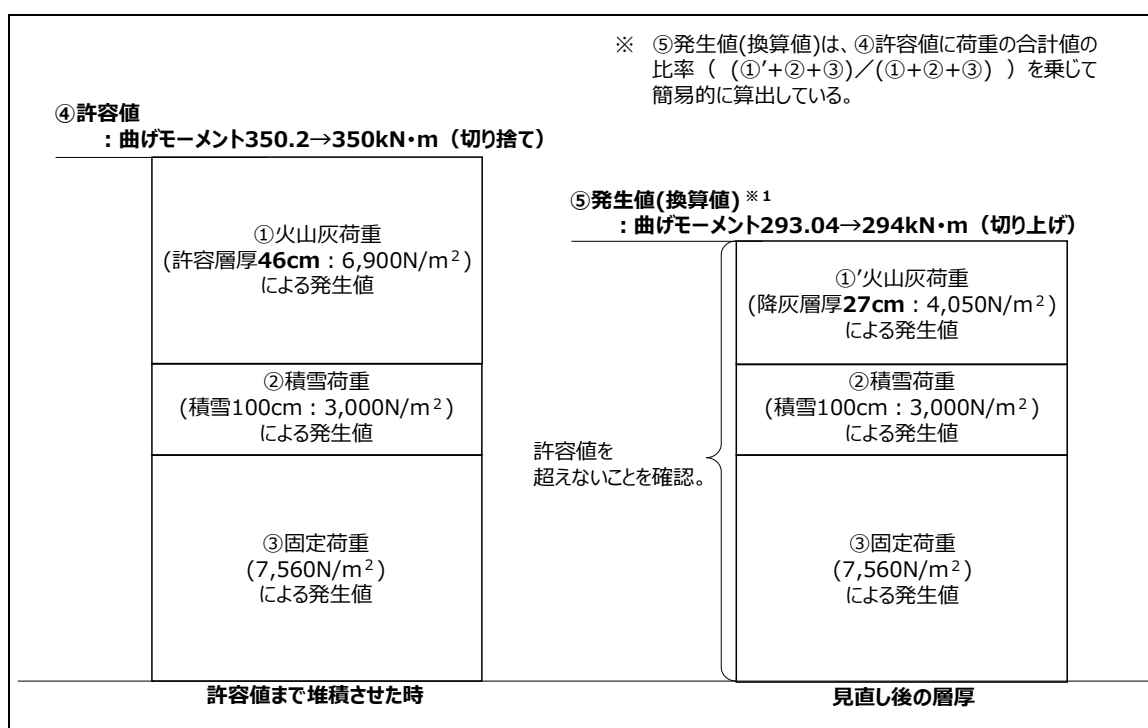 ※ ⑤発生値(換算値)は、④許容値に荷重の合計値の
比率（ (①’+②+③)／(①+②+③) ）を乗じて
簡易的に算出している。
④許容値
：曲げモーメント350.2→350kN・m（切り捨て）
①火山灰荷重
(許容層厚46cm：6,900N/m²)
による発生値
②積雪荷重
(積雪100cm：3,000N/m²)
による発生値
③固定荷重
(7,560N/m²)
による発生値
許容値まで堆積させた時
⑤発生値(換算値)※1
：曲げモーメント293.04→294kN・m（切り上げ）
①’火山灰荷重
(降灰層厚27cm：4,050N/m²)
による発生値
②積雪荷重
(積雪100cm：3,000N/m²)
による発生値
許容値を
超えないことを確認。
③固定荷重
(7,560N/m²)
による発生値
見直し後の層厚